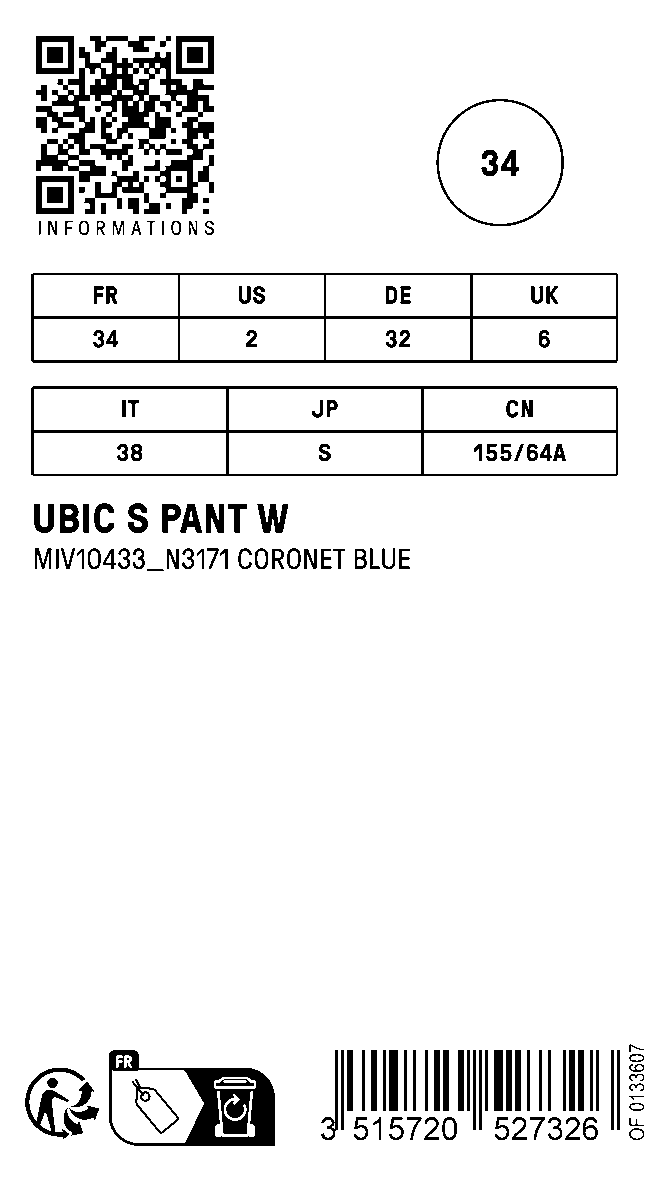 INFORMATIONS
34
FR US DE UK
34 2 32 6
IT JP CN
38 S 155/64A
UBIC S PANT W
MIV10433_N3171 CORONET BLUE
FR
3 515720 527326
OF 0133607